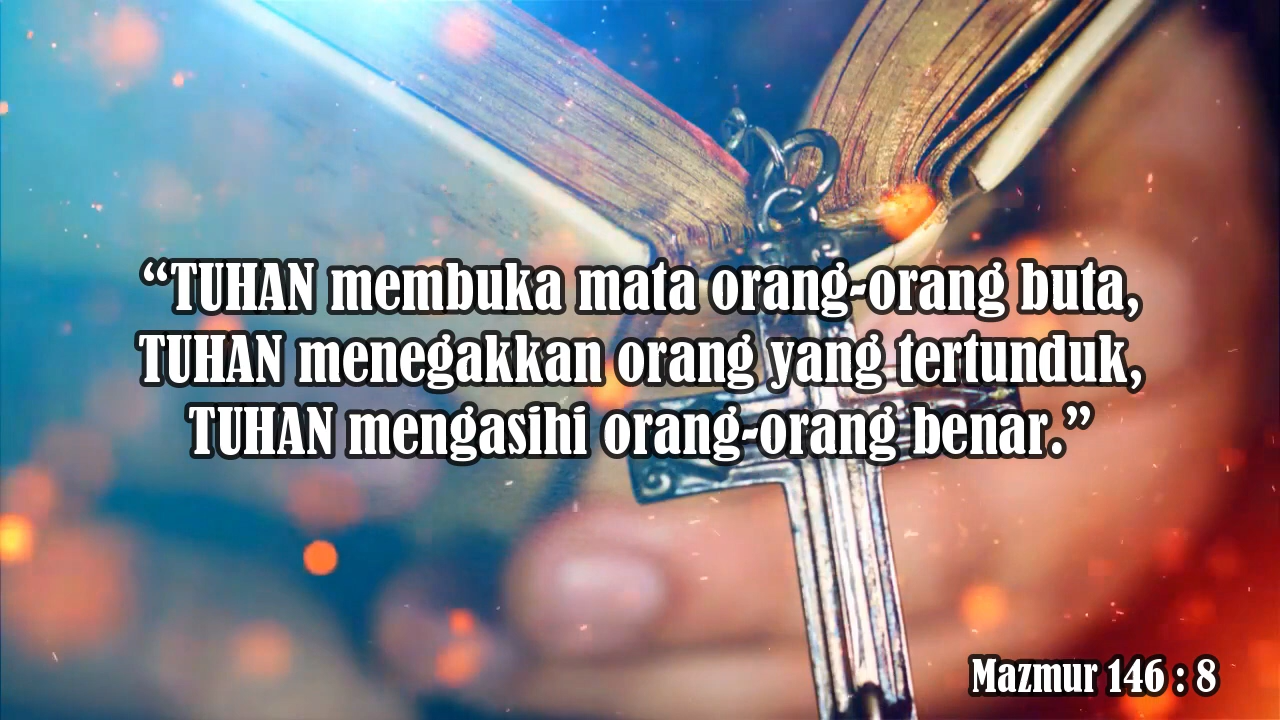 “TUHAN membuka mata orang-orang buta,
TUHAN menegakkan orang yang tertunduk,
TUHAN mengasihi orang-orang benar.”
Mazmur 146 : 8